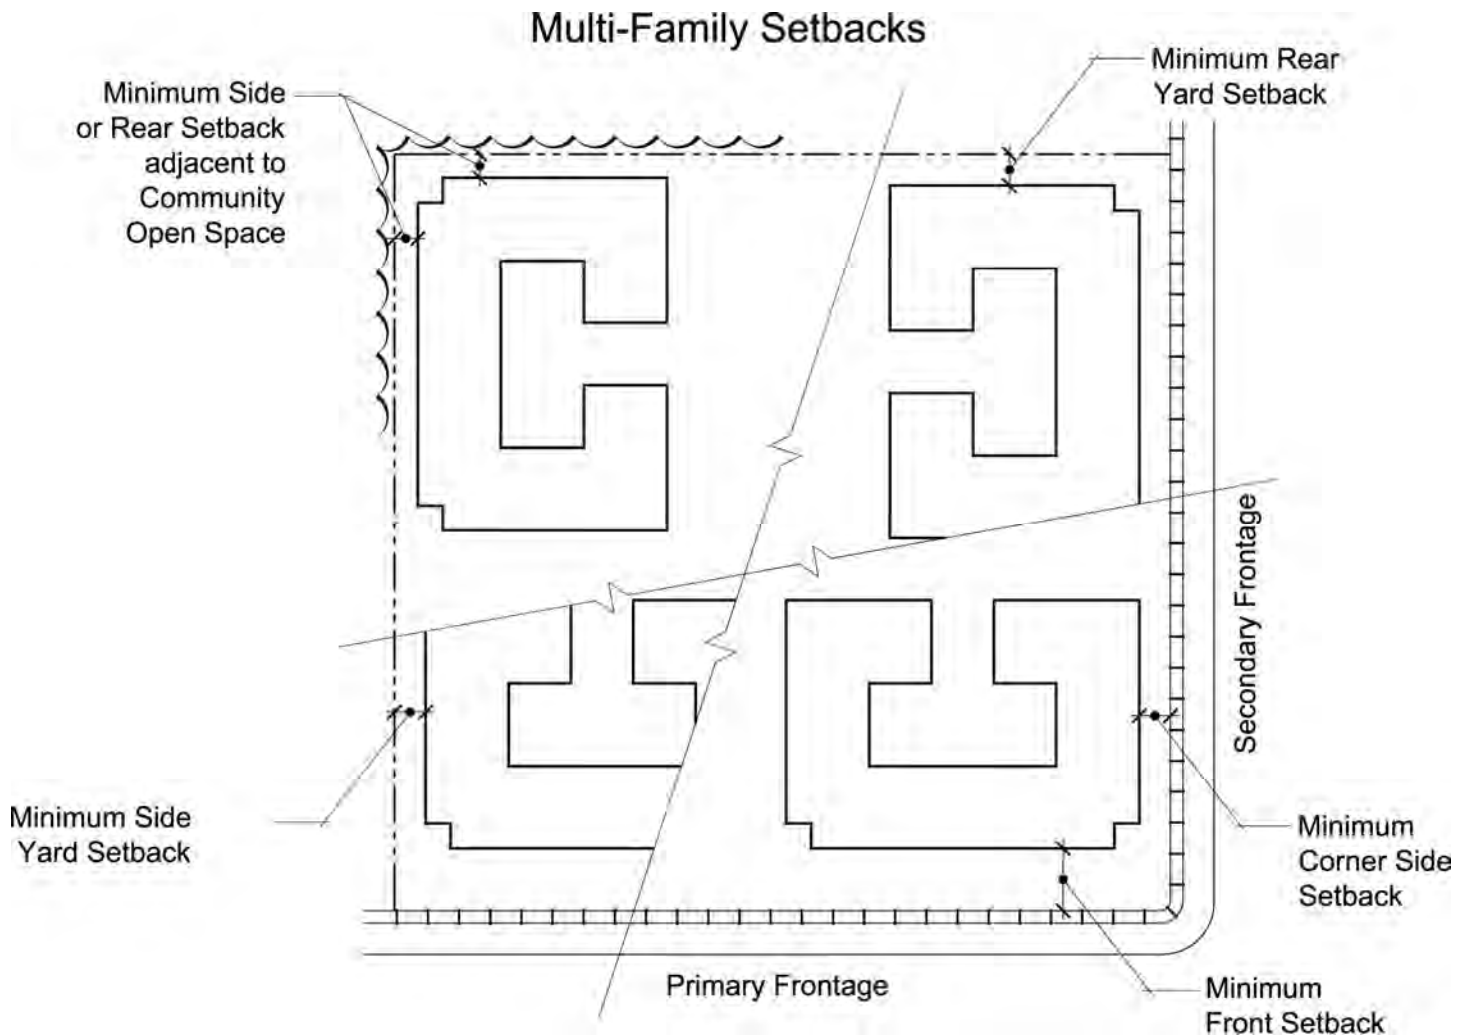 Multi-Family Setbacks
Minimum Side
or Rear Setback
adjacent to
Community
Open Space
Minimum Rear
Yard Setback
Secondary Frontage
Minimum Side
Yard Setback
Minimum
Corner Side
Setback
Primary Frontage
Minimum
Front Setback